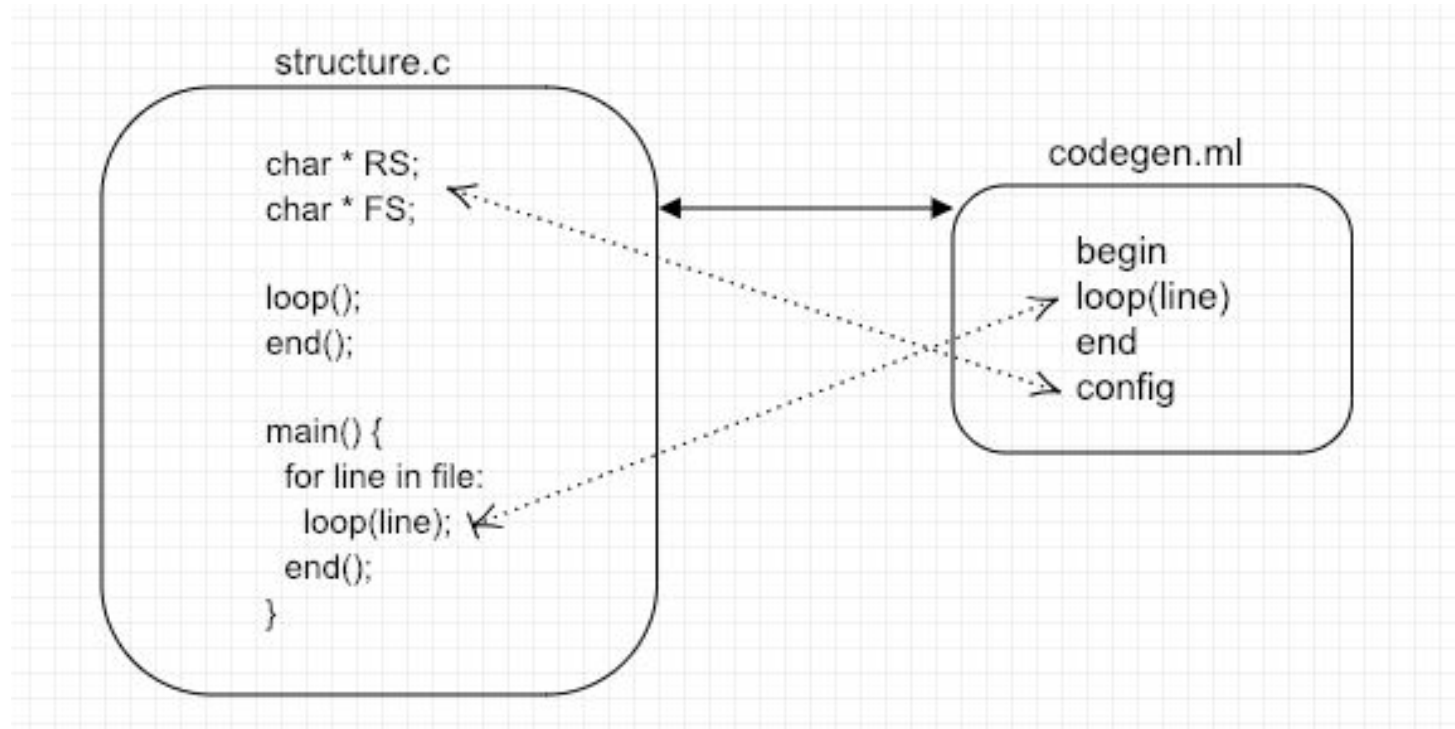 structure.c
char * RS;
char * FS;
loop();
end();
main() {
for line in file:
loop(line);
end();
}
codegen.ml
begin
loop(line)
end
config